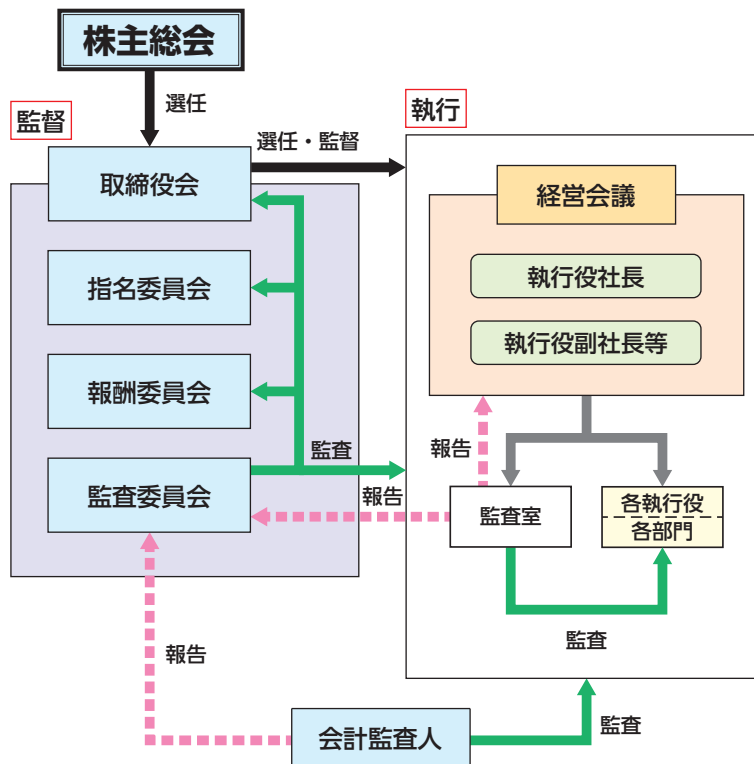 株主総会
選任
監督
執行
選任・監督
取締役会
経営会議
指名委員会
執行役社長
執行役副社長等
報酬委員会
報告
監査
監査委員会
報告
監査室
各執行役
各部門
監査
報告
会計監査人
監査